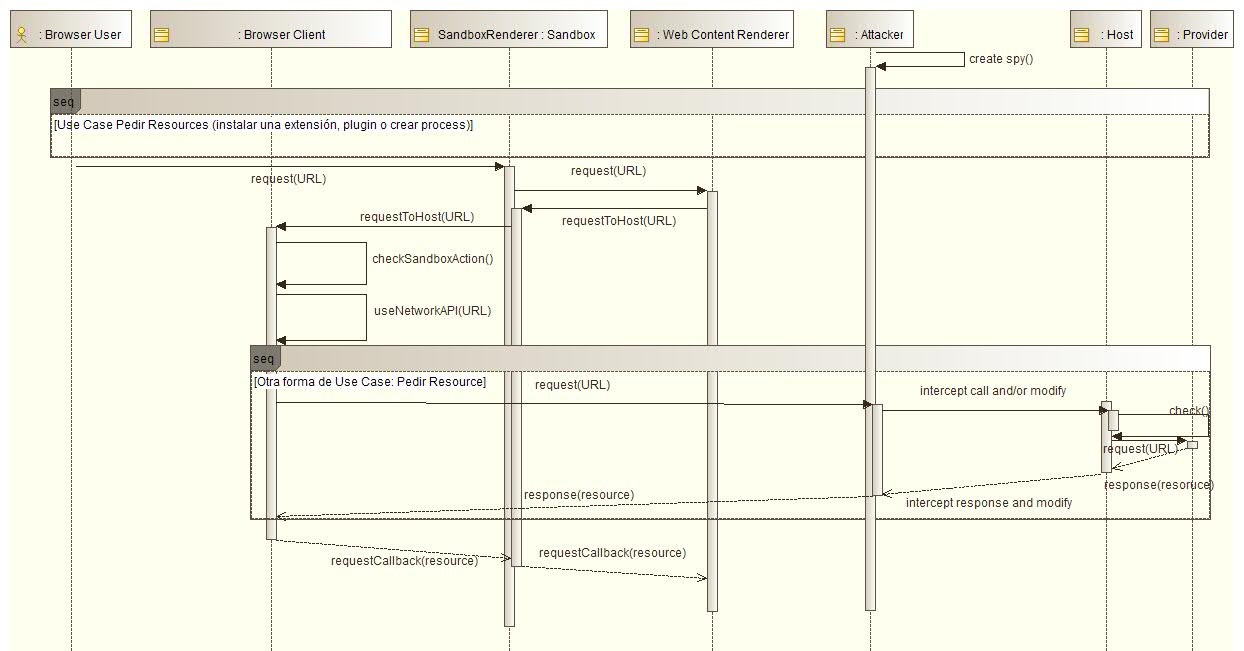 : Browser User
: Browser Client
SandboxRenderer : Sandbox
: Web Content Renderer
: Attacker
: Host
: Provider
create spy()
seq
[Use Case Pedir Resources (instalar una extensión, plugin o crear process)]
request(URL)
request(URL)
requestToHost(URL)
requestToHost(URL)
checkSandboxAction()
useNetworkAPI(URL)
seq
[Otra forma de Use Case: Pedir Resource]
request(URL)
intercept call and/or modify
check()
request(URL)
response(resoruce)
response(resource)
intercept response and modify
requestCallback(resource)
requestCallback(resource)